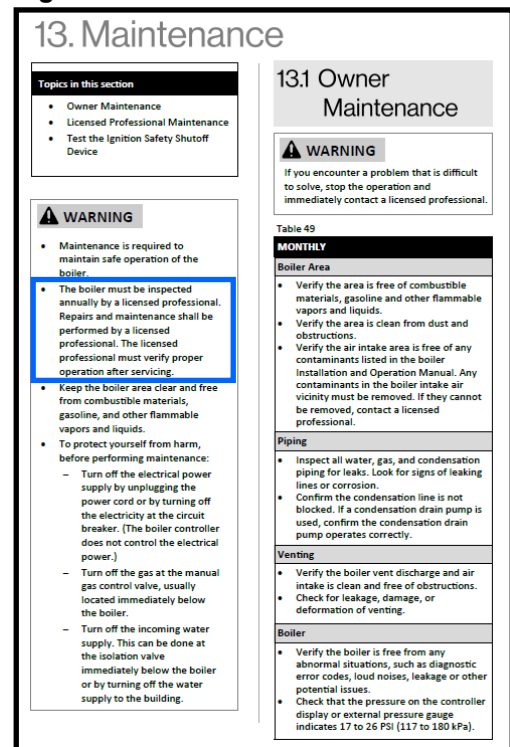 13. Maintenance
Topics in this section
• Owner Maintenance
• Licensed Professional Maintenance
• Test the Ignition Safety Shutoff
Device
WARNING
• Maintenance is required to
maintain safe operation of the
boiler.
• The boiler must be inspected
annually by a licensed professional.
Repairs and maintenance shall be
performed by a licensed
professional. The licensed
professional must verify proper
operation after servicing.
• Keep the boiler area clear and free
from combustible materials,
gasoline, and other flammable
vapors and liquids.
• To protect yourself from harm,
before performing maintenance:
– Turn off the electrical power
supply by unplugging the
power cord or by turning off
the electricity at the circuit
breaker. (The boiler controller
does not control the electrical
power.)
– Turn off the gas at the manual
gas control valve, usually
located immediately below
the boiler.
– Turn off the incoming water
supply. This can be done at
the isolation valve
immediately below the boiler
or by turning off the water
supply to the building.
13.1 Owner
Maintenance
WARNING
If you encounter a problem that is difficult
to solve, stop the operation and
immediately contact a licensed professional.
Table 49
MONTHLY
Boiler Area
• Verify the area is free of combustible
materials, gasoline and other flammable
vapors and liquids.
• Verify the area is clean from dust and
obstructions.
• Verify the air intake area is free of any
contaminants listed in the boiler
Installation and Operation Manual. Any
contaminants in the boiler intake air
vicinity must be removed. If they cannot
be removed, contact a licensed
professional.
Piping
• Inspect all water, gas, and condensation
piping for leaks. Look for signs of leaking
lines or corrosion.
• Confirm the condensation line is not
blocked. If a condensation drain pump is
used, confirm the condensation drain
pump operates correctly.
Venting
• Verify the boiler vent discharge and air
intake is clean and free of obstructions.
• Check for leakage, damage, or
deformation of venting.
Boiler
• Verify the boiler is free from any
abnormal situations, such as diagnostic
error codes, loud noises, leakage or other
potential issues.
• Check that the pressure on the controller
display or external pressure gauge
indicates 17 to 26 PSI (117 to 180 kPa).